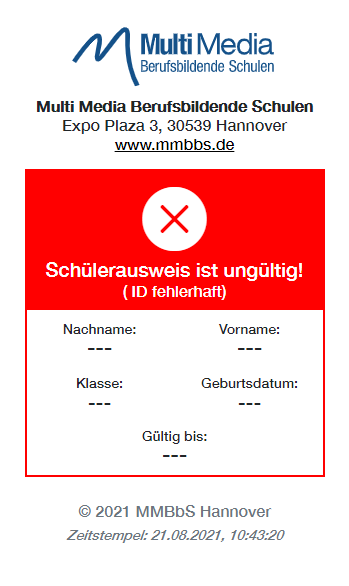 Multi Media
Berufsbildende Schulen
Multi Media Berufsbildende Schulen
Expo Plaza 3, 30539 Hannover
www.mmbbs.de
Schülerausweis ist ungültig!
( ID fehlerhaft)
Nachname: Vorname:
--- ---
Klasse: Geburtsdatum:
--- ---
Gültig bis:
---
© 2021 MMBbS Hannover
Zeitstempel: 21.08.2021, 10:43:20